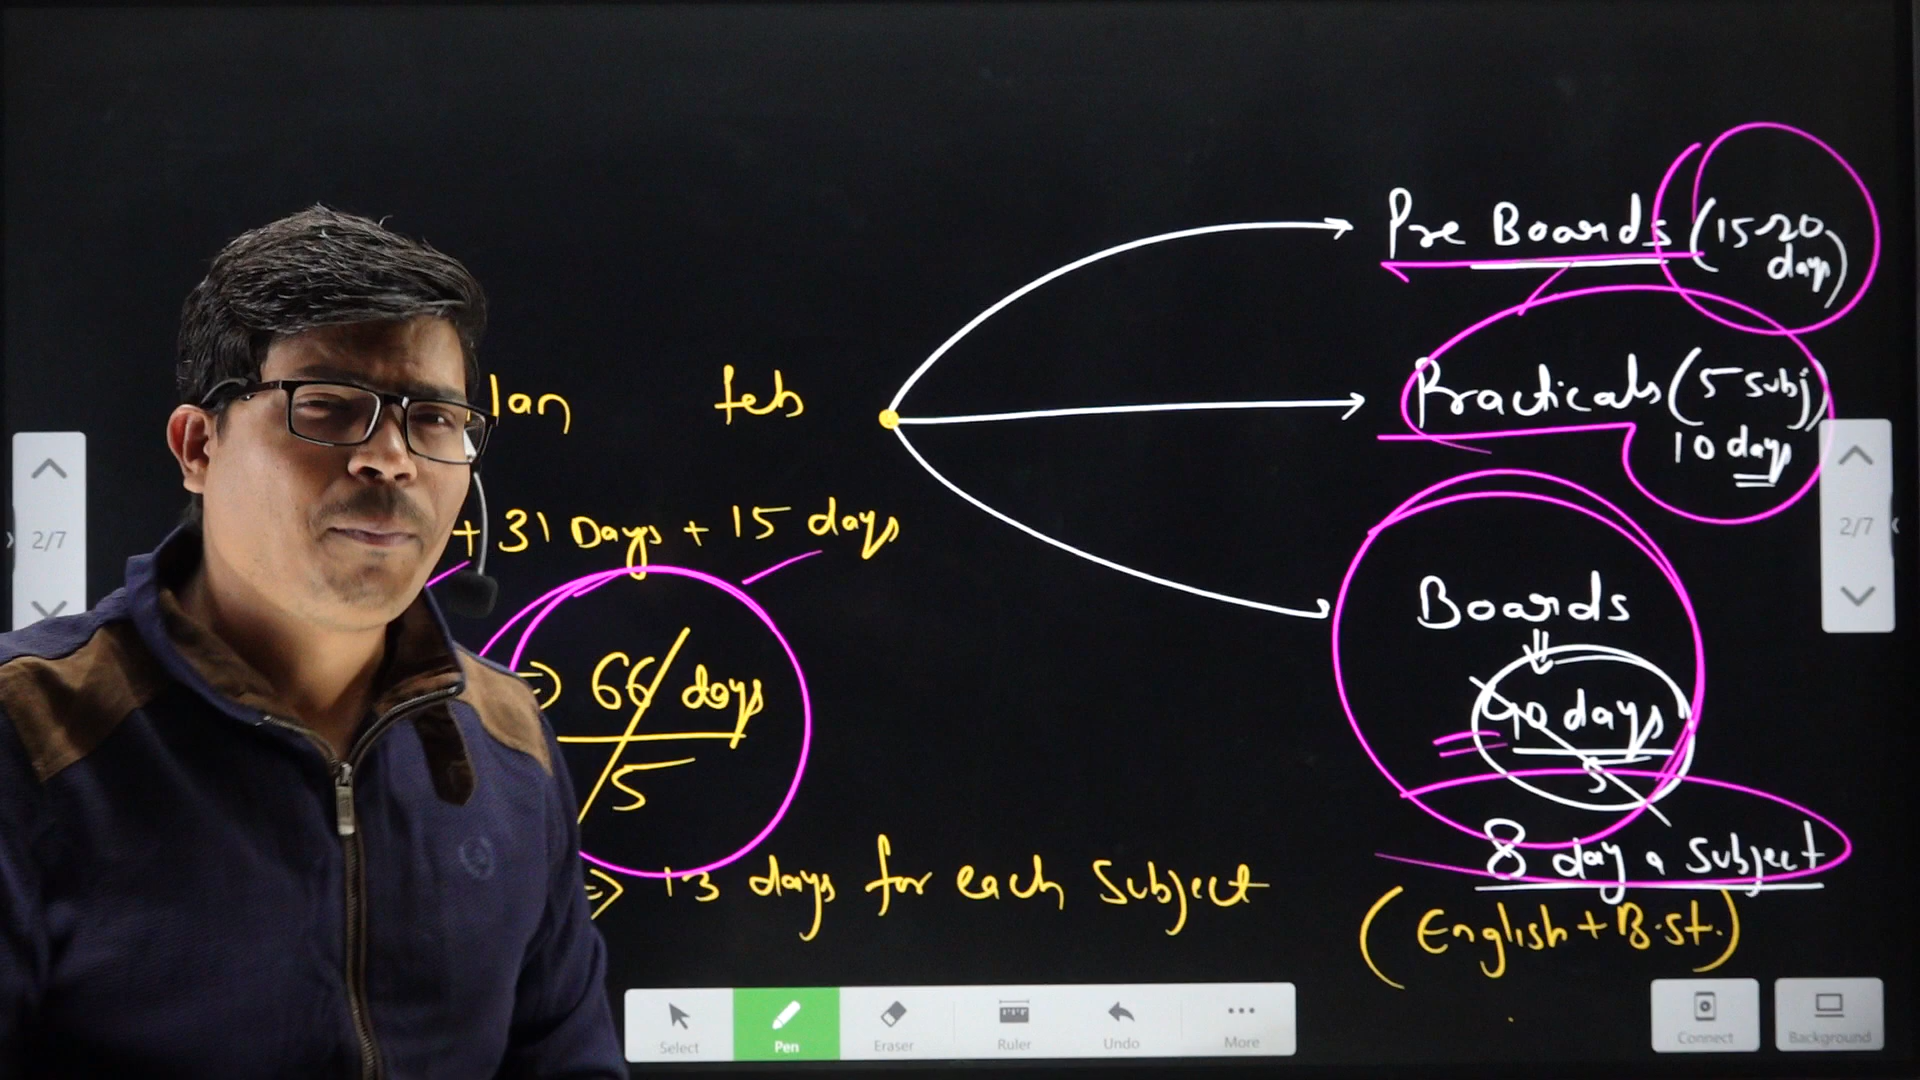 Pre Boards (15-20
days)
Practicals (5 subj)
10 days
Jan feb
+ 31 Days + 15 days
Boards
⇓
40 days
5
=> 66 days
5
8 day a subject
=> 13 days for each Subject
(English + B.st.)
2/7
2/7
Select
Pen
Eraser
Ruler
Undo
More
Connect
Background